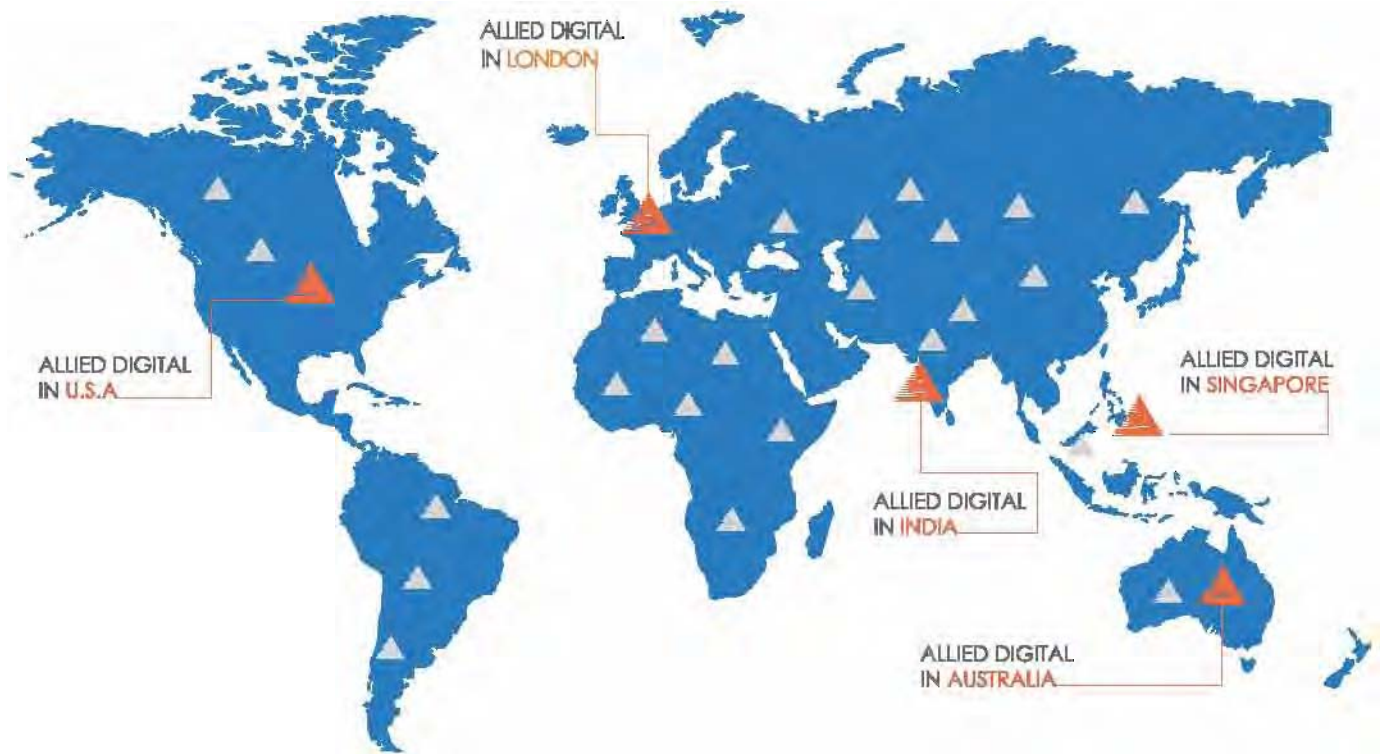 ALLIED DIGITAL
IN LONDON
ALLIED DIGITAL
IN U.S.A
ALLIED DIGITAL
IN SINGAPORE
ALLIED DIGITAL
IN INDIA
ALLIED DIGITAL
IN AUSTRALIA